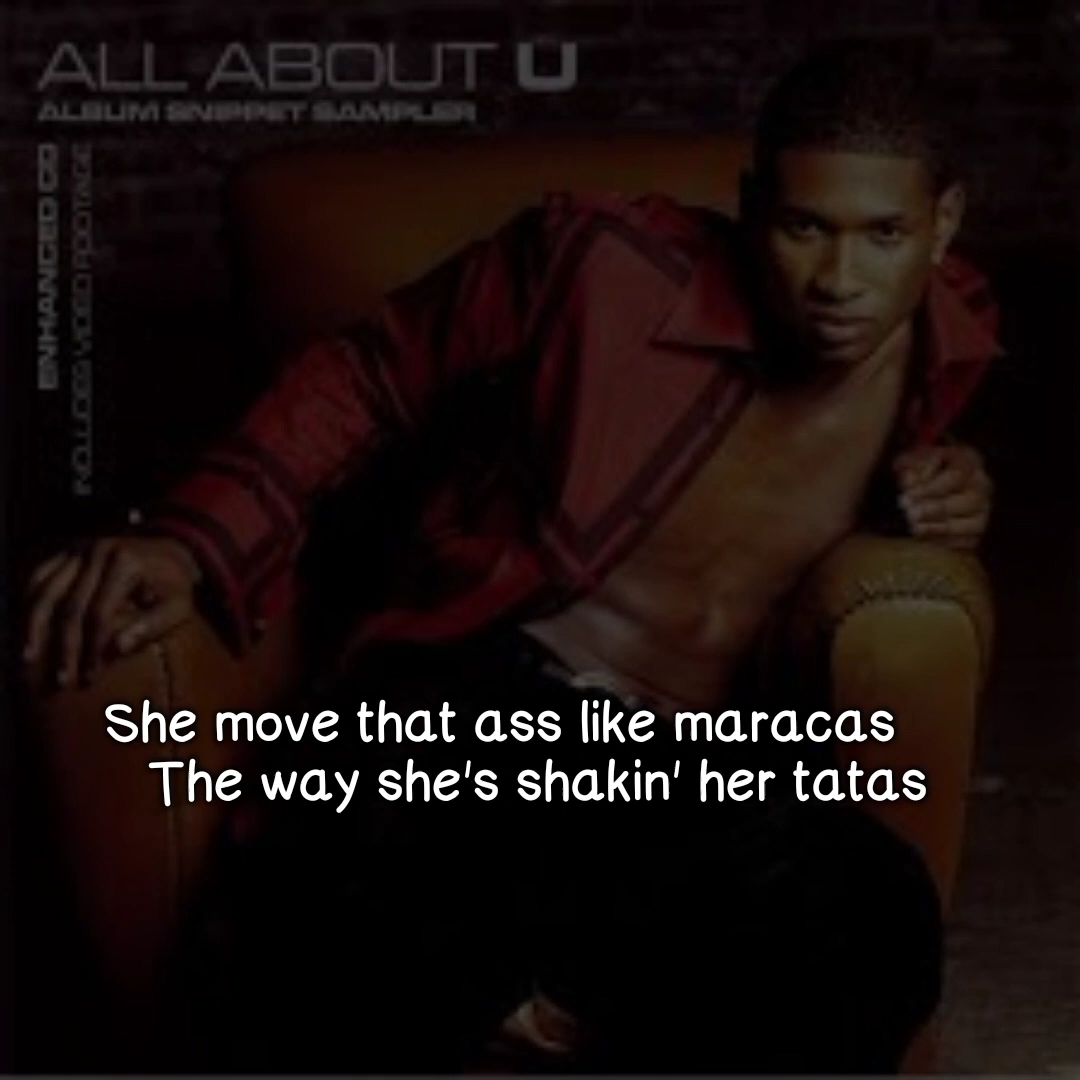 ALL ABOUT U
ALBUM SNIPPET SAMPLER
ENHANCED CD
INCLUDES VIDEO FOOTAGE
She move that ass like maracas
The way she's shakin' her tatas